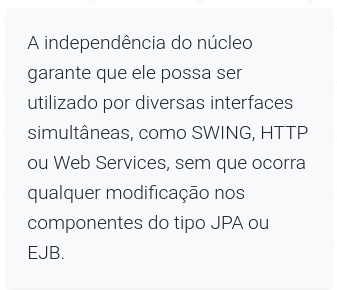 A independência do núcleo
garante que ele possa ser
utilizado por diversas interfaces
simultâneas, como SWING, HTTP
ou Web Services, sem que ocorra
qualquer modificação nos
componentes do tipo JPA ou
EJB.